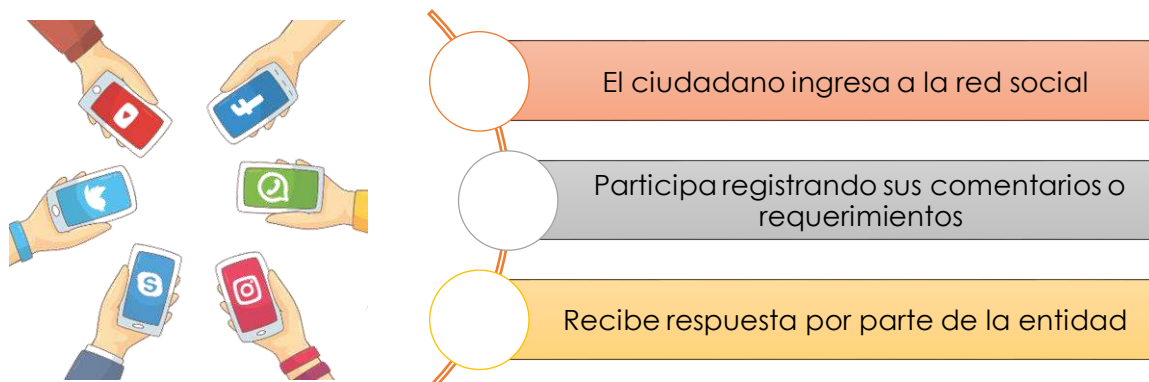 El ciudadano ingresa a la red social
Participa registrando sus comentarios o
requerimientos
Recibe respuesta por parte de la entidad